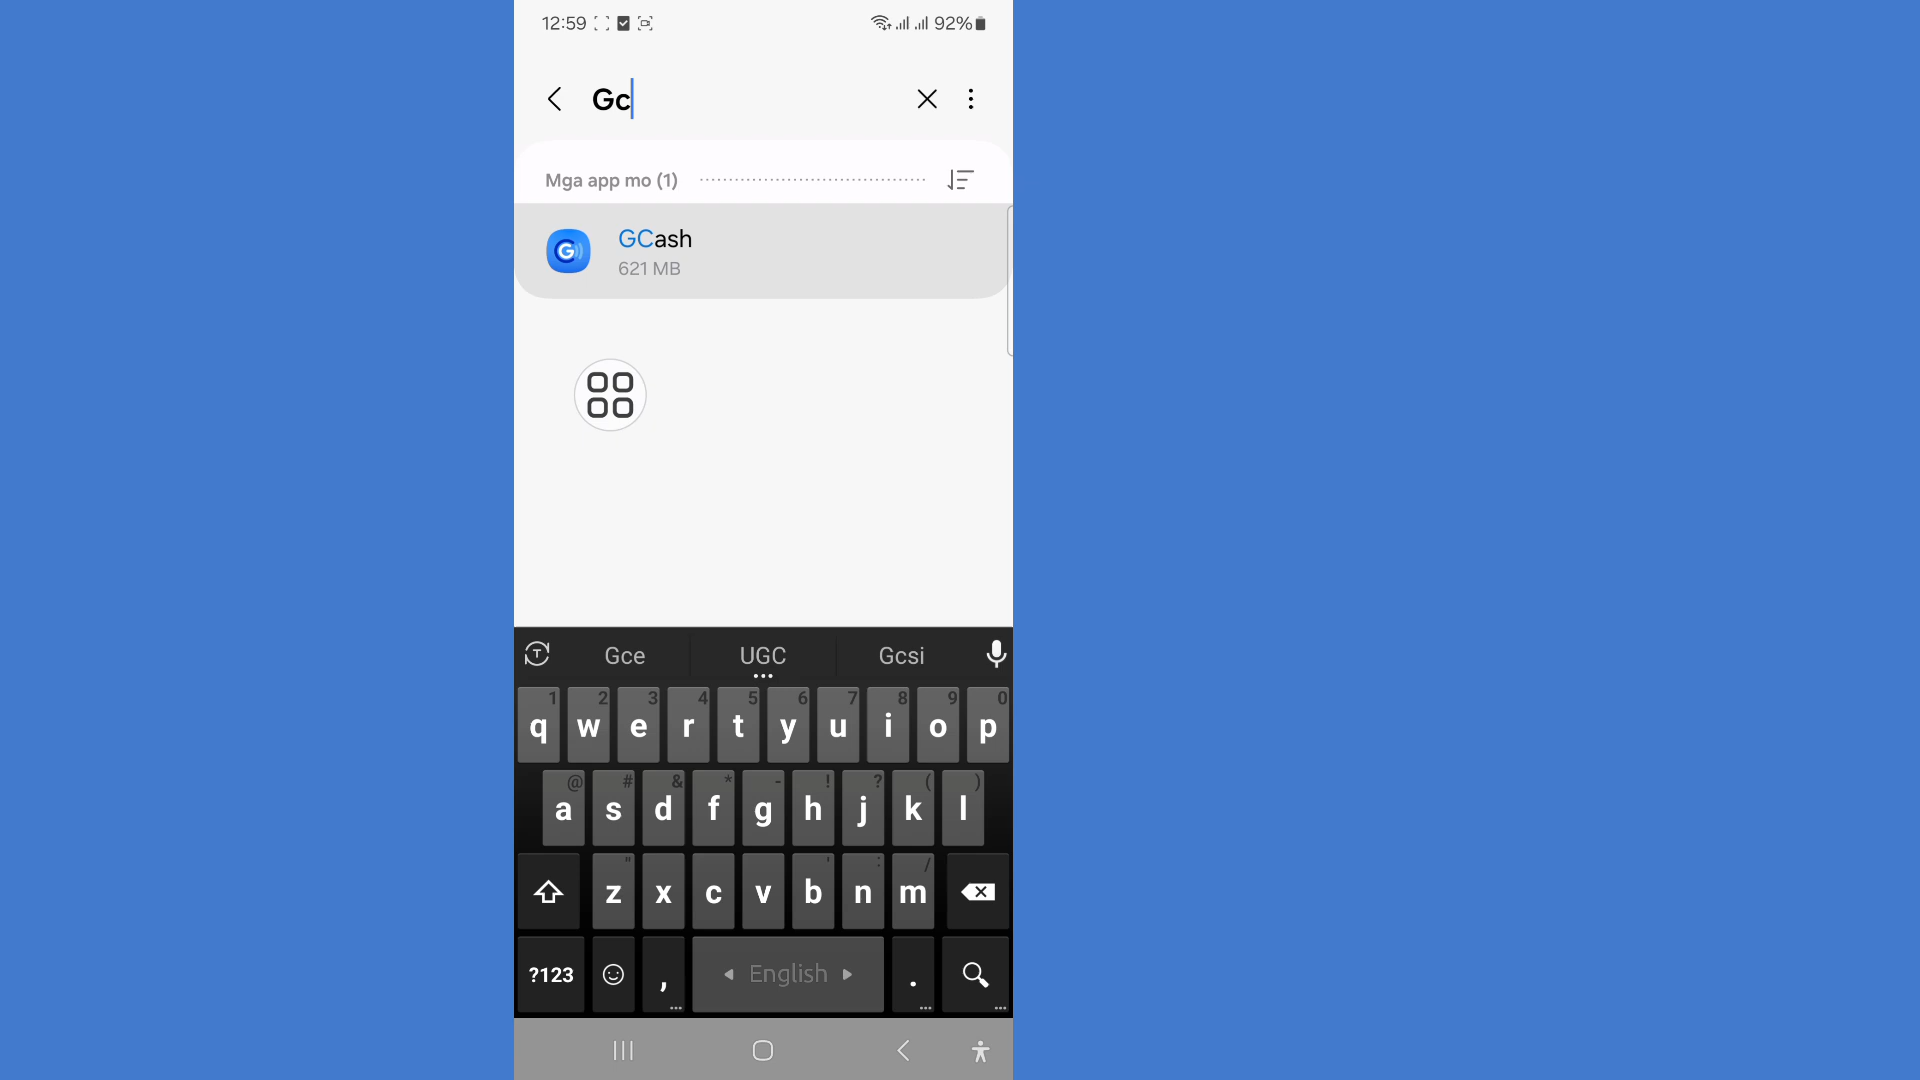 12:59 92%
Gc
Mga app mo (1)
GCash
621 MB
Gce UGC Gcsi
1 2 3 4 5 6 7 8 9 0
q w e r t y u i o p
@ # & * - ! ? ( )
a s d f g h j k l
" ' : /
z x c v b n m
?123 , English .